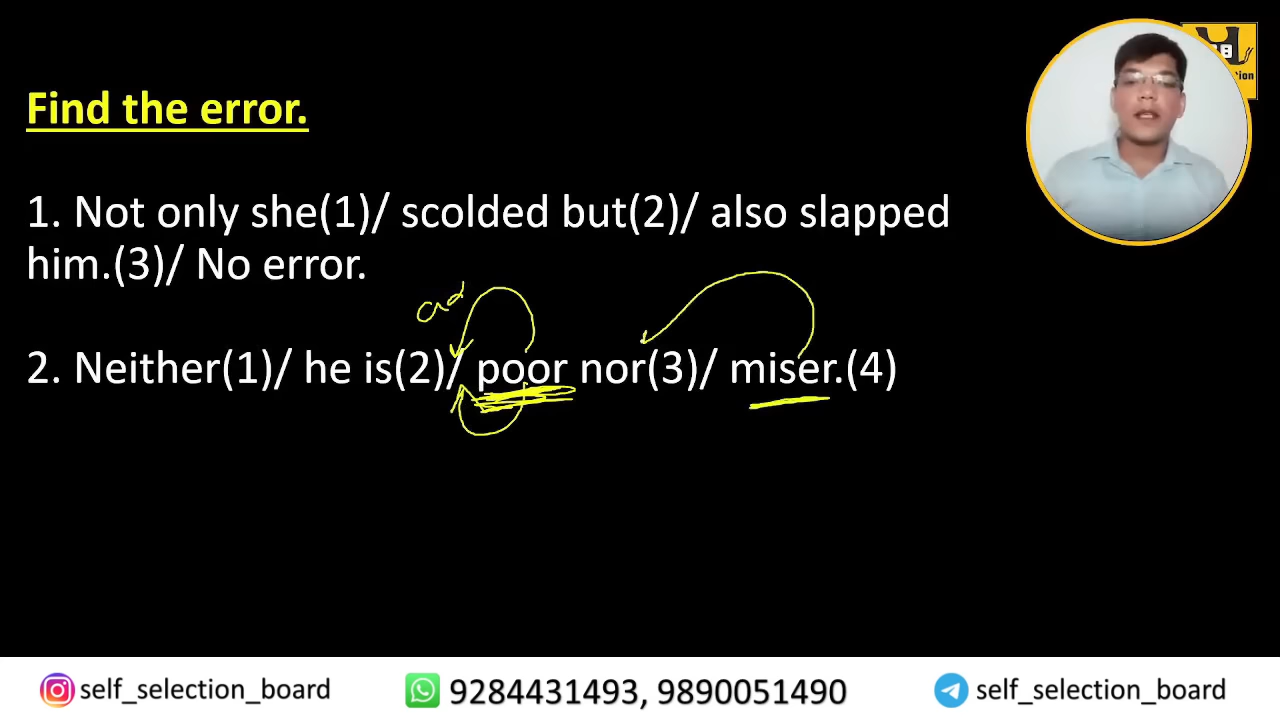 Find the error.
1. Not only she(1)/ scolded but(2)/ also slapped
him.(3)/ No error.
ad
2. Neither(1)/ he is(2)/ poor nor(3)/ miser.(4)
self_selection_board
9284431493, 9890051490
self_selection_board